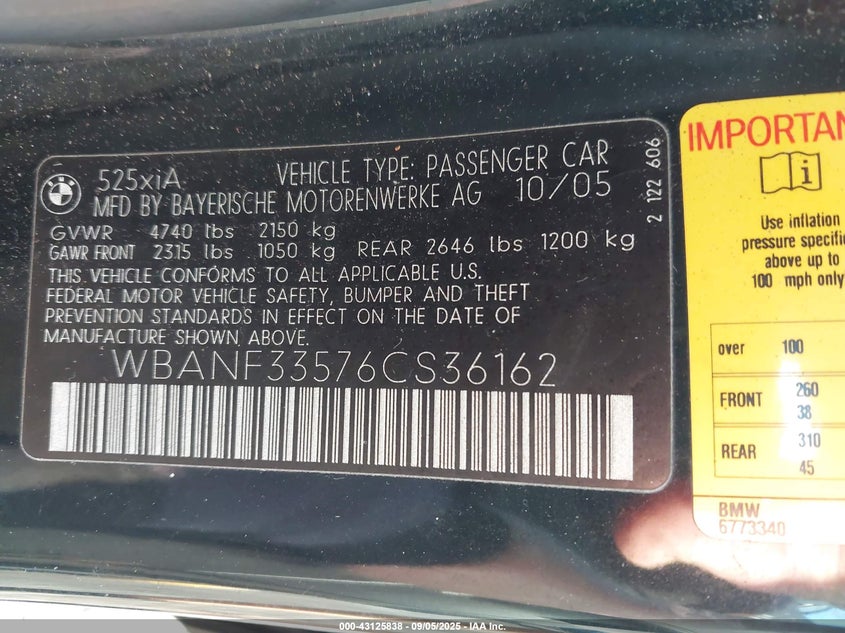 BMW
525xiA VEHICLE TYPE: PASSENGER CAR
MFD BY BAYERISCHE MOTORENWERKE AG 10/05
GVWR 4740 lbs 2150 kg
GAWR FRONT 2315 lbs 1050 kg REAR 2646 lbs 1200 kg
THIS VEHICLE CONFORMS TO ALL APPLICABLE U.S.
FEDERAL MOTOR VEHICLE SAFETY, BUMPER AND THEFT
PREVENTION STANDARDS IN EFFECT ON THE DATE OF
MANUFACTURE SHOWN ABOVE.
WBANF33576CS36162
2 122 606
IMPORTAN
i
Use inflation
pressure specifi
above up to
100 mph only
over 100
FRONT 260
38
REAR 310
45
BMW
6773340
000-43125838 - 09/05/2025 - IAA Inc.